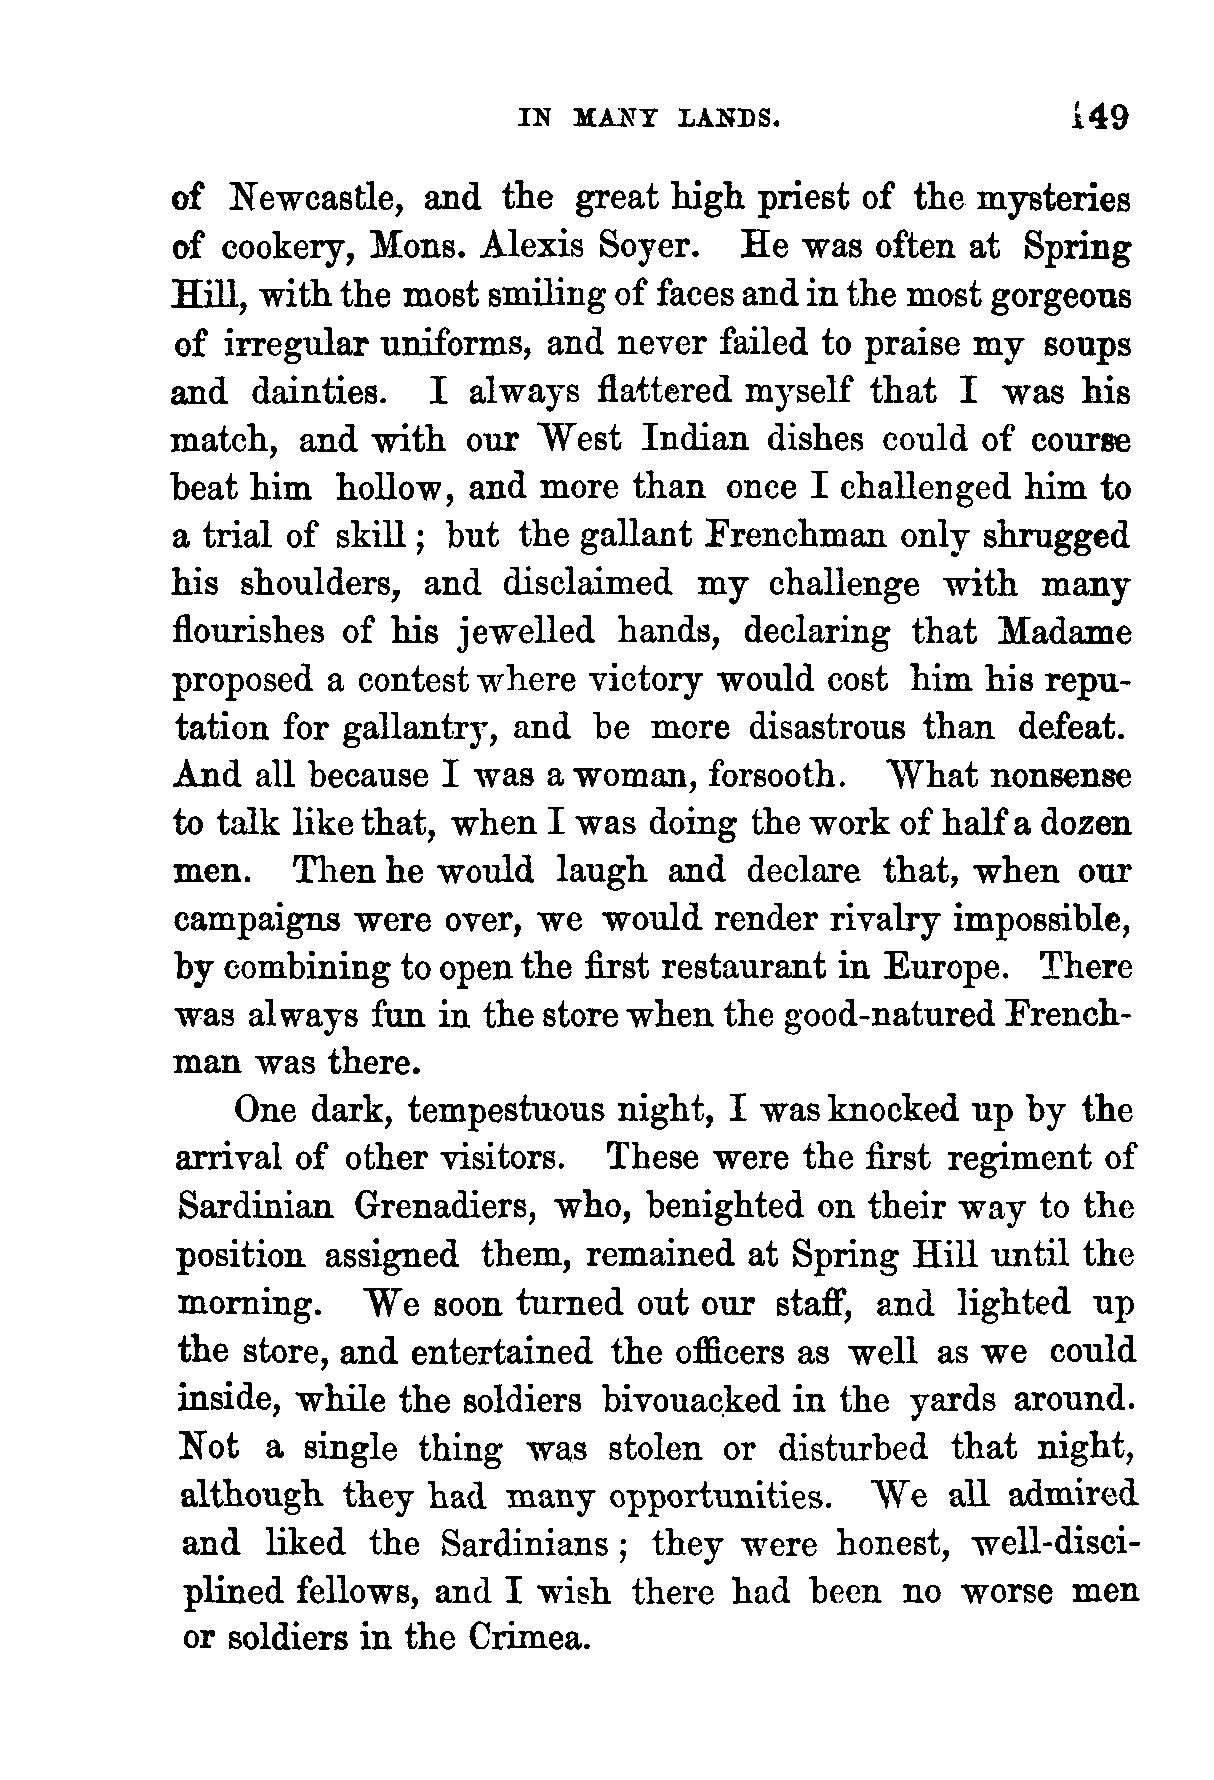 IN MANY LANDS. 149
of Newcastle, and the great high priest of the mysteries
of cookery, Mons. Alexis Soyer. He was often at Spring
Hill, with the most smiling of faces and in the most gorgeous
of irregular uniforms, and never failed to praise my soups
and dainties. I always flattered myself that I was his
match, and with our West Indian dishes could of course
beat him hollow, and more than once I challenged him to
a trial of skill ; but the gallant Frenchman only shrugged
his shoulders, and disclaimed my challenge with many
flourishes of his jewelled hands, declaring that Madame
proposed a contest where victory would cost him his repu-
tation for gallantry, and be more disastrous than defeat.
And all because I was a woman, forsooth. What nonsense
to talk like that, when I was doing the work of half a dozen
men. Then he would laugh and declare that, when our
campaigns were over, we would render rivalry impossible,
by combining to open the first restaurant in Europe. There
was always fun in the store when the good-natured French-
man was there.
One dark, tempestuous night, I was knocked up by the
arrival of other visitors. These were the first regiment of
Sardinian Grenadiers, who, benighted on their way to the
position assigned them, remained at Spring Hill until the
morning. We soon turned out our staff, and lighted up
the store, and entertained the officers as well as we could
inside, while the soldiers bivouacked in the yards around.
Not a single thing was stolen or disturbed that night,
although they had many opportunities. We all admired
and liked the Sardinians ; they were honest, well-disci-
plined fellows, and I wish there had been no worse men
or soldiers in the Crimea.